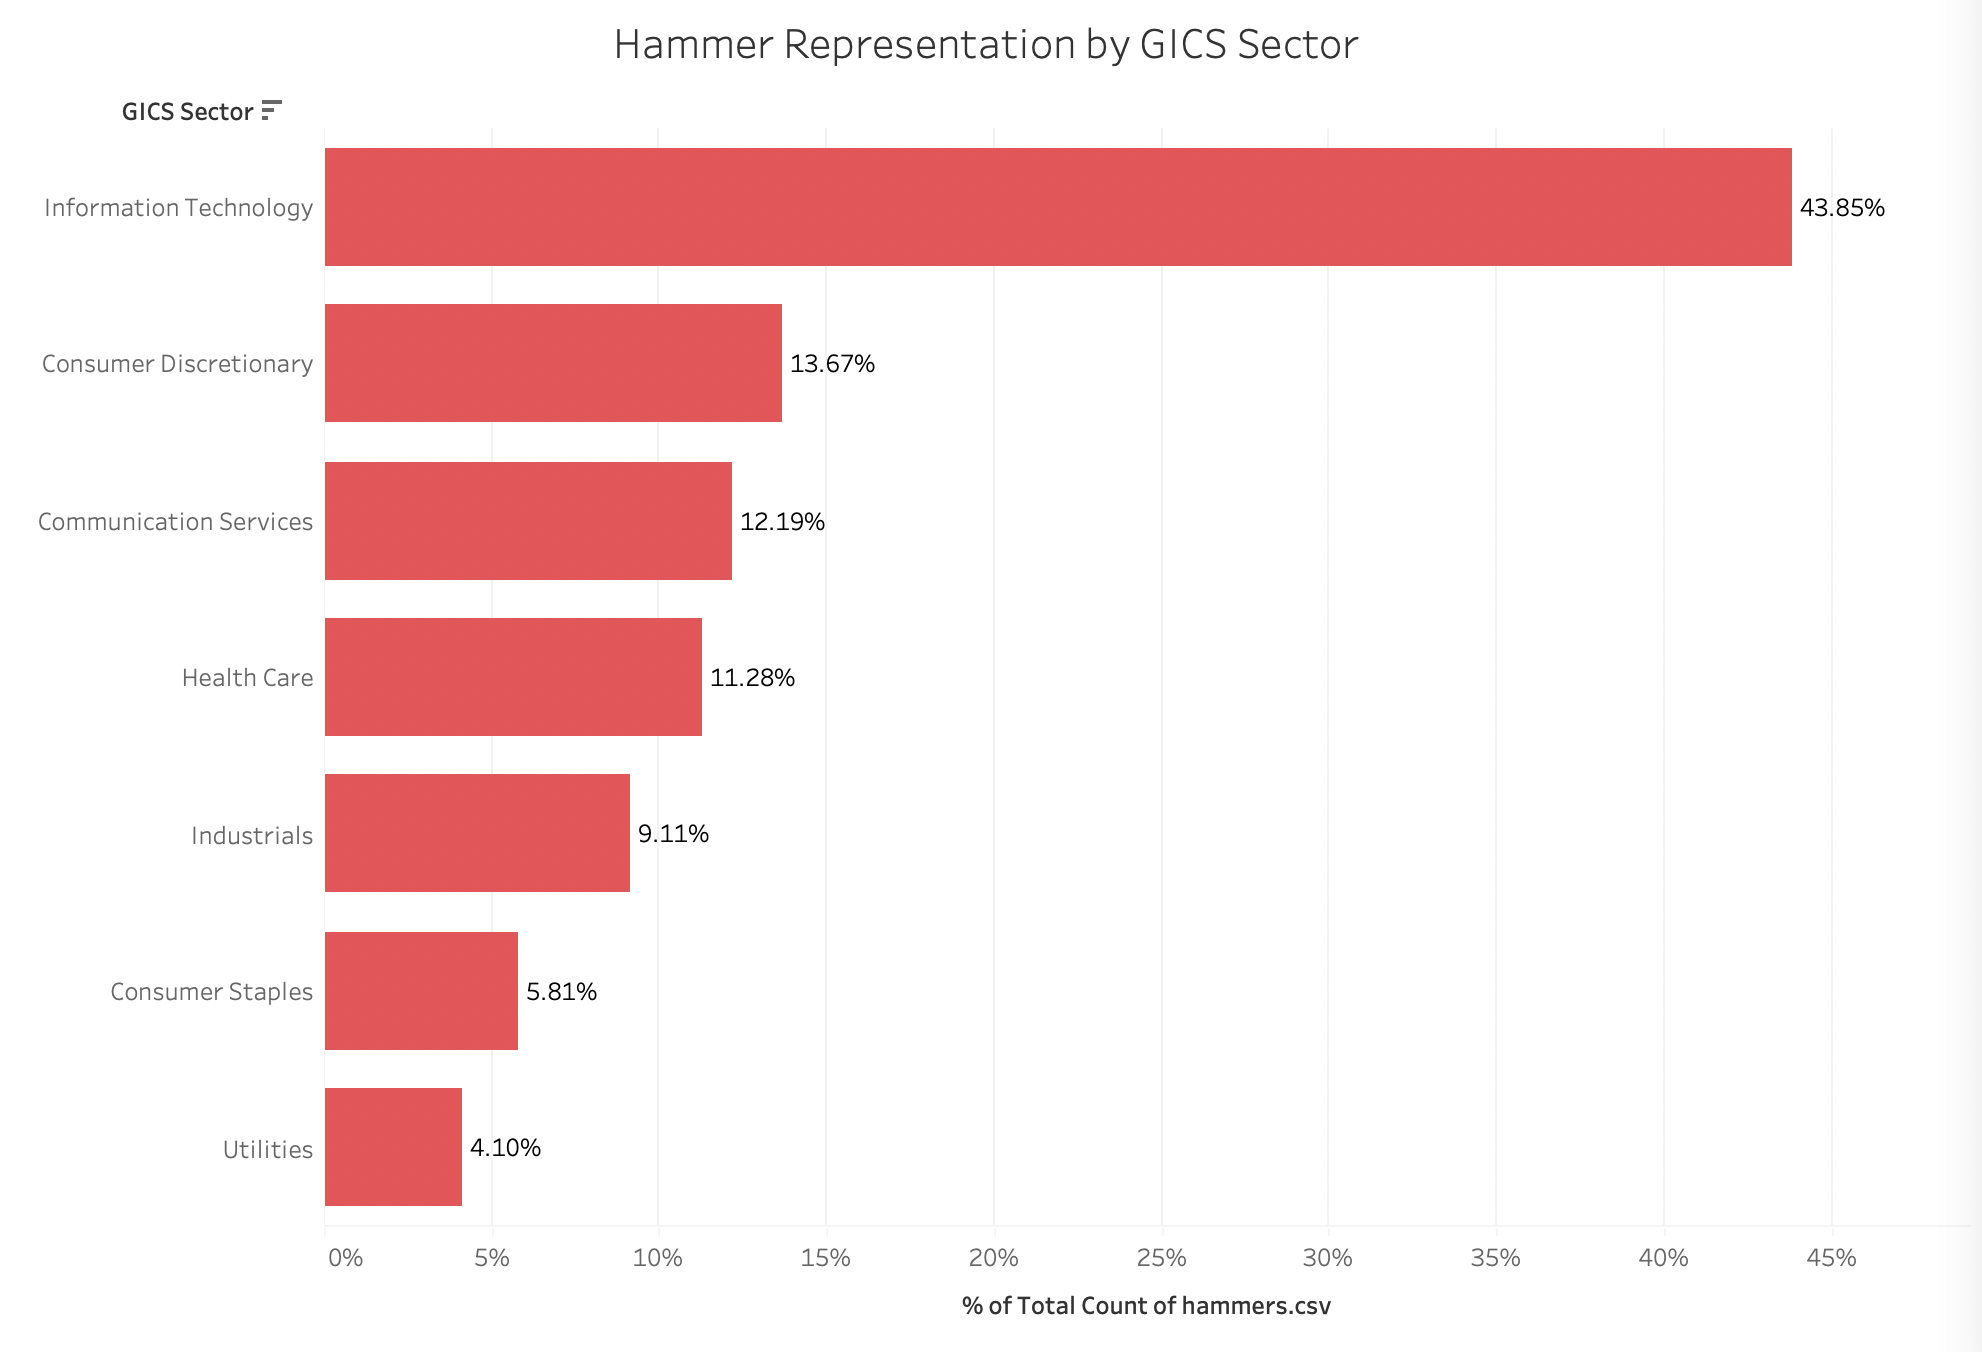 Hammer Representation by GICS Sector
GICS Sector
Information Technology 43.85%
Consumer Discretionary 13.67%
Communication Services 12.19%
Health Care 11.28%
Industrials 9.11%
Consumer Staples 5.81%
Utilities 4.10%
0% 5% 10% 15% 20% 25% 30% 35% 40% 45%
% of Total Count of hammers.csv